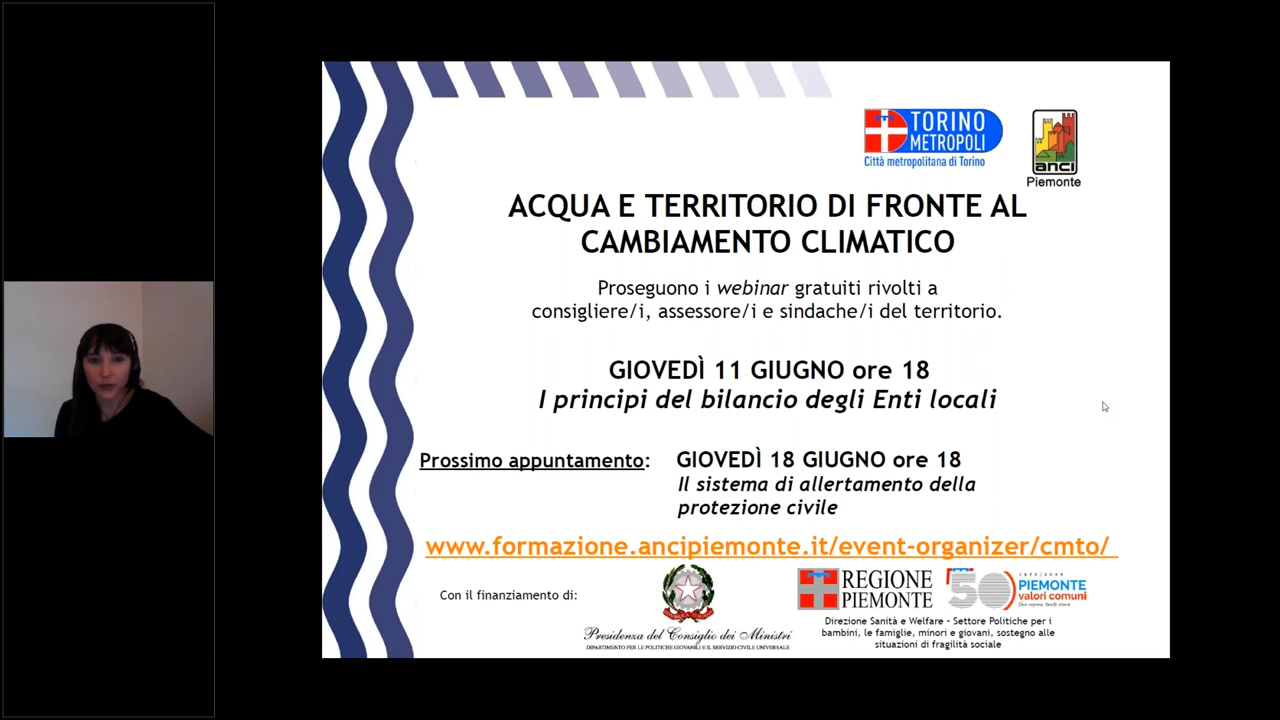 TORINO
METROPOLI
Città metropolitana di Torino
anci
Piemonte
ACQUA E TERRITORIO DI FRONTE AL
CAMBIAMENTO CLIMATICO
Proseguono i webinar gratuiti rivolti a
consigliere/i, assessore/i e sindache/i del territorio.
GIOVEDÌ 11 GIUGNO ore 18
I principi del bilancio degli Enti locali
Prossimo appuntamento: GIOVEDÌ 18 GIUGNO ore 18
Il sistema di allertamento della
protezione civile
www.formazione.ancipiemonte.it/event-organizer/cmto/
Con il finanziamento di:
Presidenza del Consiglio dei Ministri
DIPARTIMENTO PER LE POLITICHE GIOVANILI E IL SERVIZIO CIVILE UNIVERSALE
REGIONE
PIEMONTE
50
PIEMONTE
valori comuni
Direzione Sanità e Welfare - Settore Politiche per i
bambini, le famiglie, minori e giovani, sostegno alle
situazioni di fragilità sociale